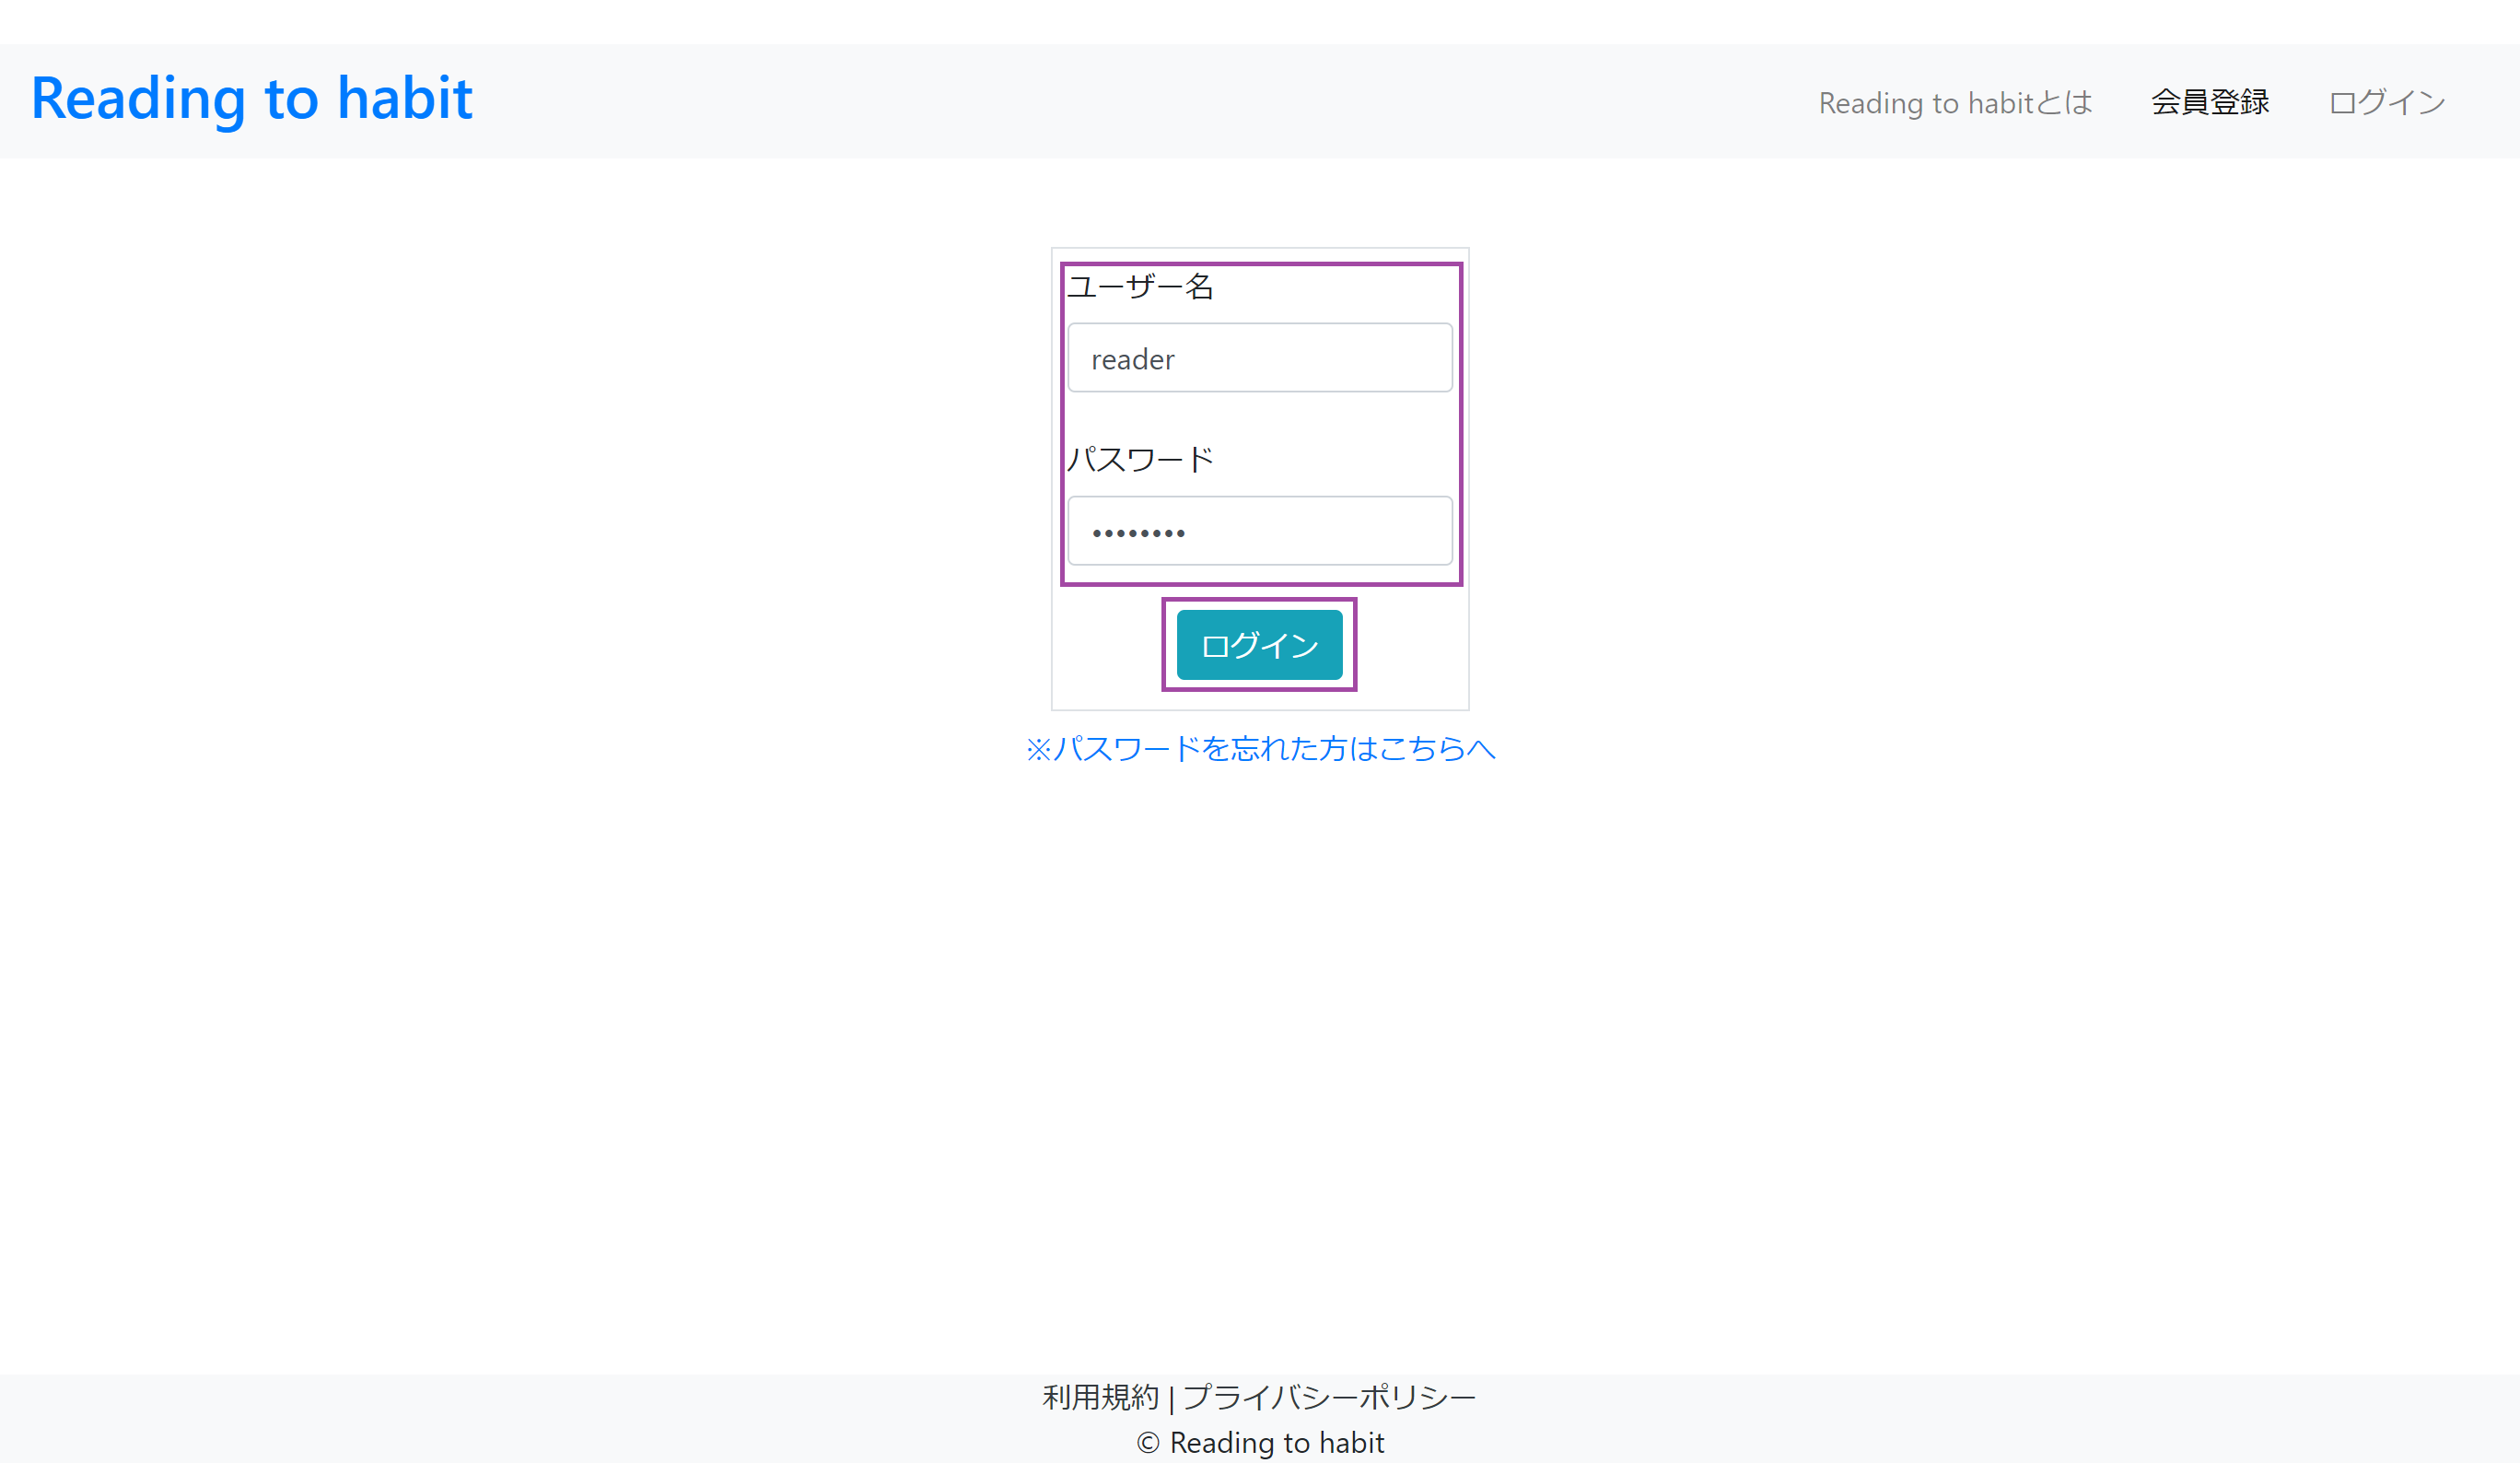 Reading to habit
Reading to habitとは 会員登録 ログイン
ユーザー名
reader
パスワード
••••••••
ログイン
※パスワードを忘れた方はこちらへ
利用規約 | プライバシーポリシー
© Reading to habit